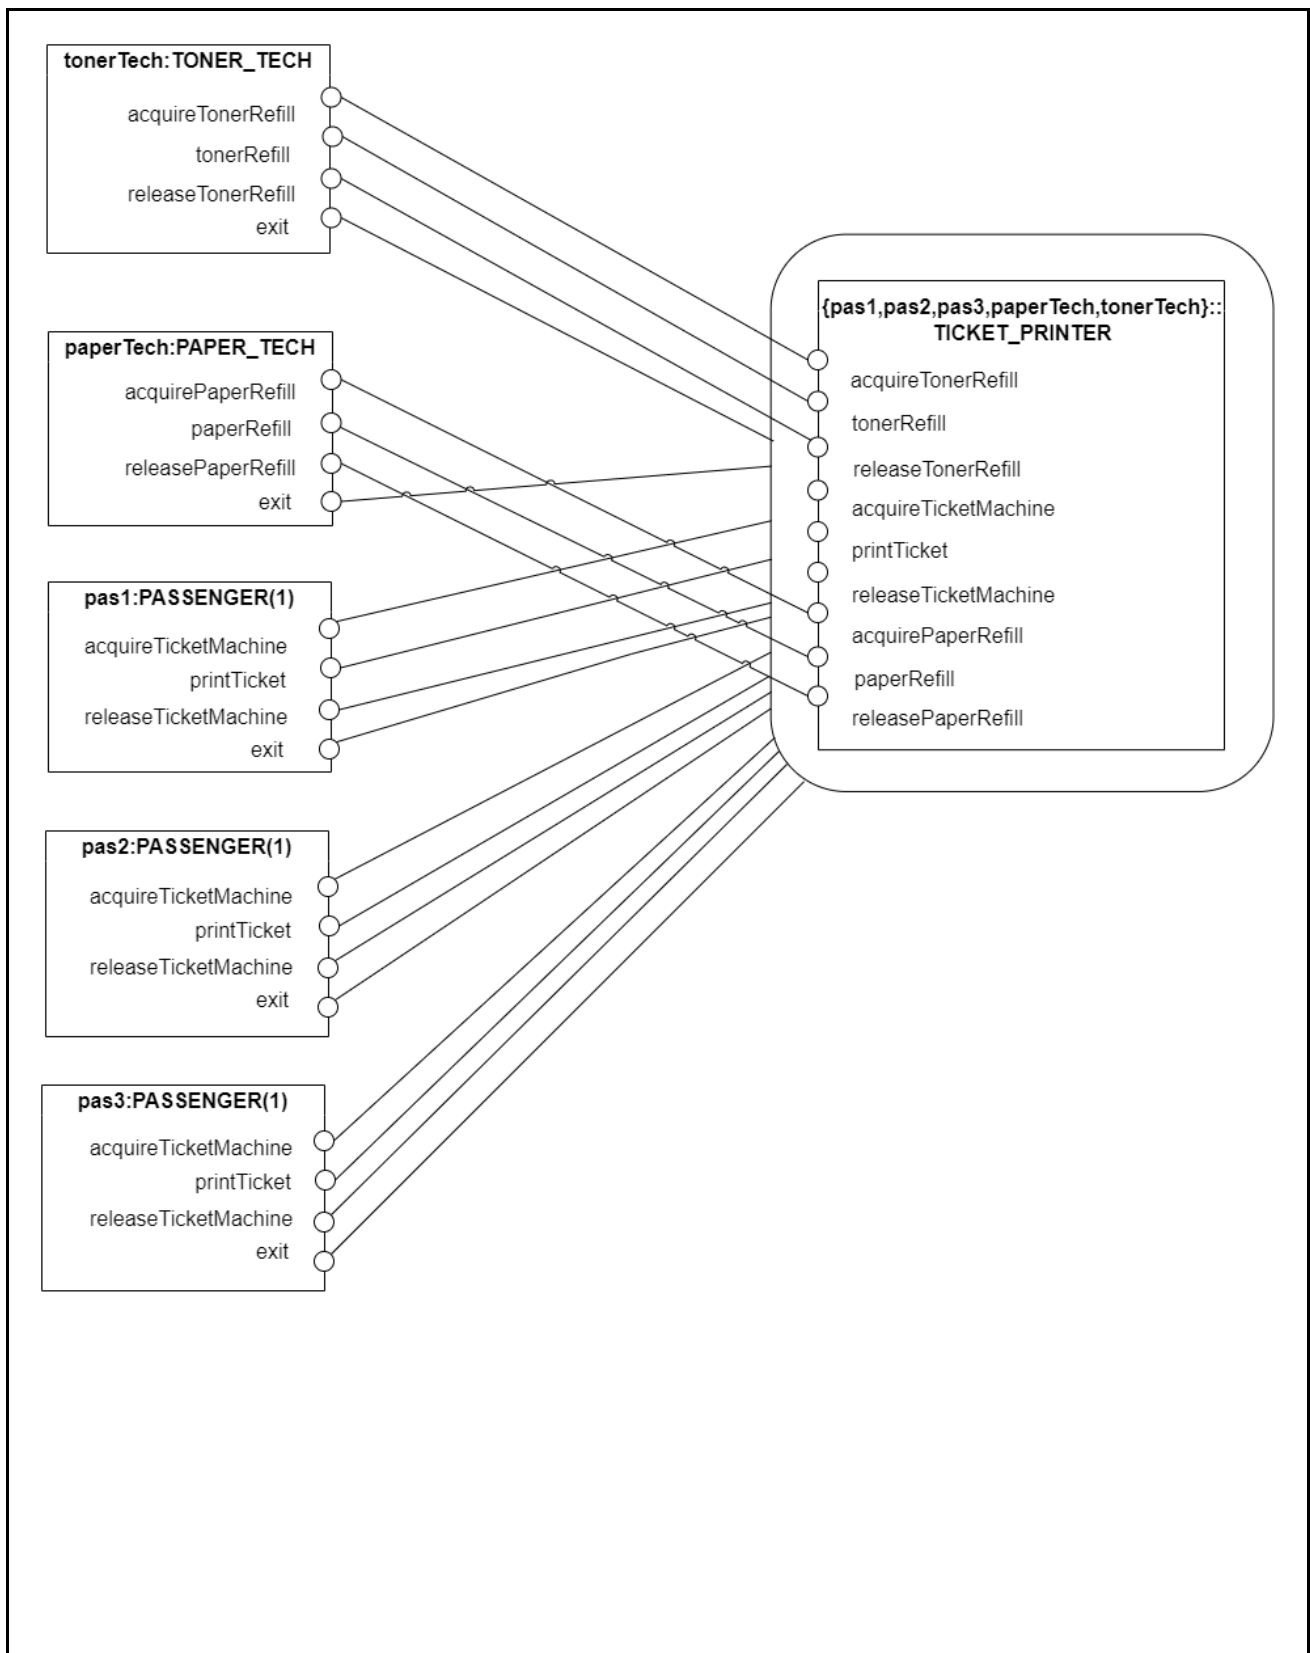 tonerTech:TONER_TECH
acquireTonerRefill
tonerRefill
releaseTonerRefill
exit
paperTech:PAPER_TECH
acquirePaperRefill
paperRefill
releasePaperRefill
exit
pas1:PASSENGER(1)
acquireTicketMachine
printTicket
releaseTicketMachine
exit
pas2:PASSENGER(1)
acquireTicketMachine
printTicket
releaseTicketMachine
exit
pas3:PASSENGER(1)
acquireTicketMachine
printTicket
releaseTicketMachine
exit
{pas1,pas2,pas3,paperTech,tonerTech}::
TICKET_PRINTER
acquireTonerRefill
tonerRefill
releaseTonerRefill
acquireTicketMachine
printTicket
releaseTicketMachine
acquirePaperRefill
paperRefill
releasePaperRefill